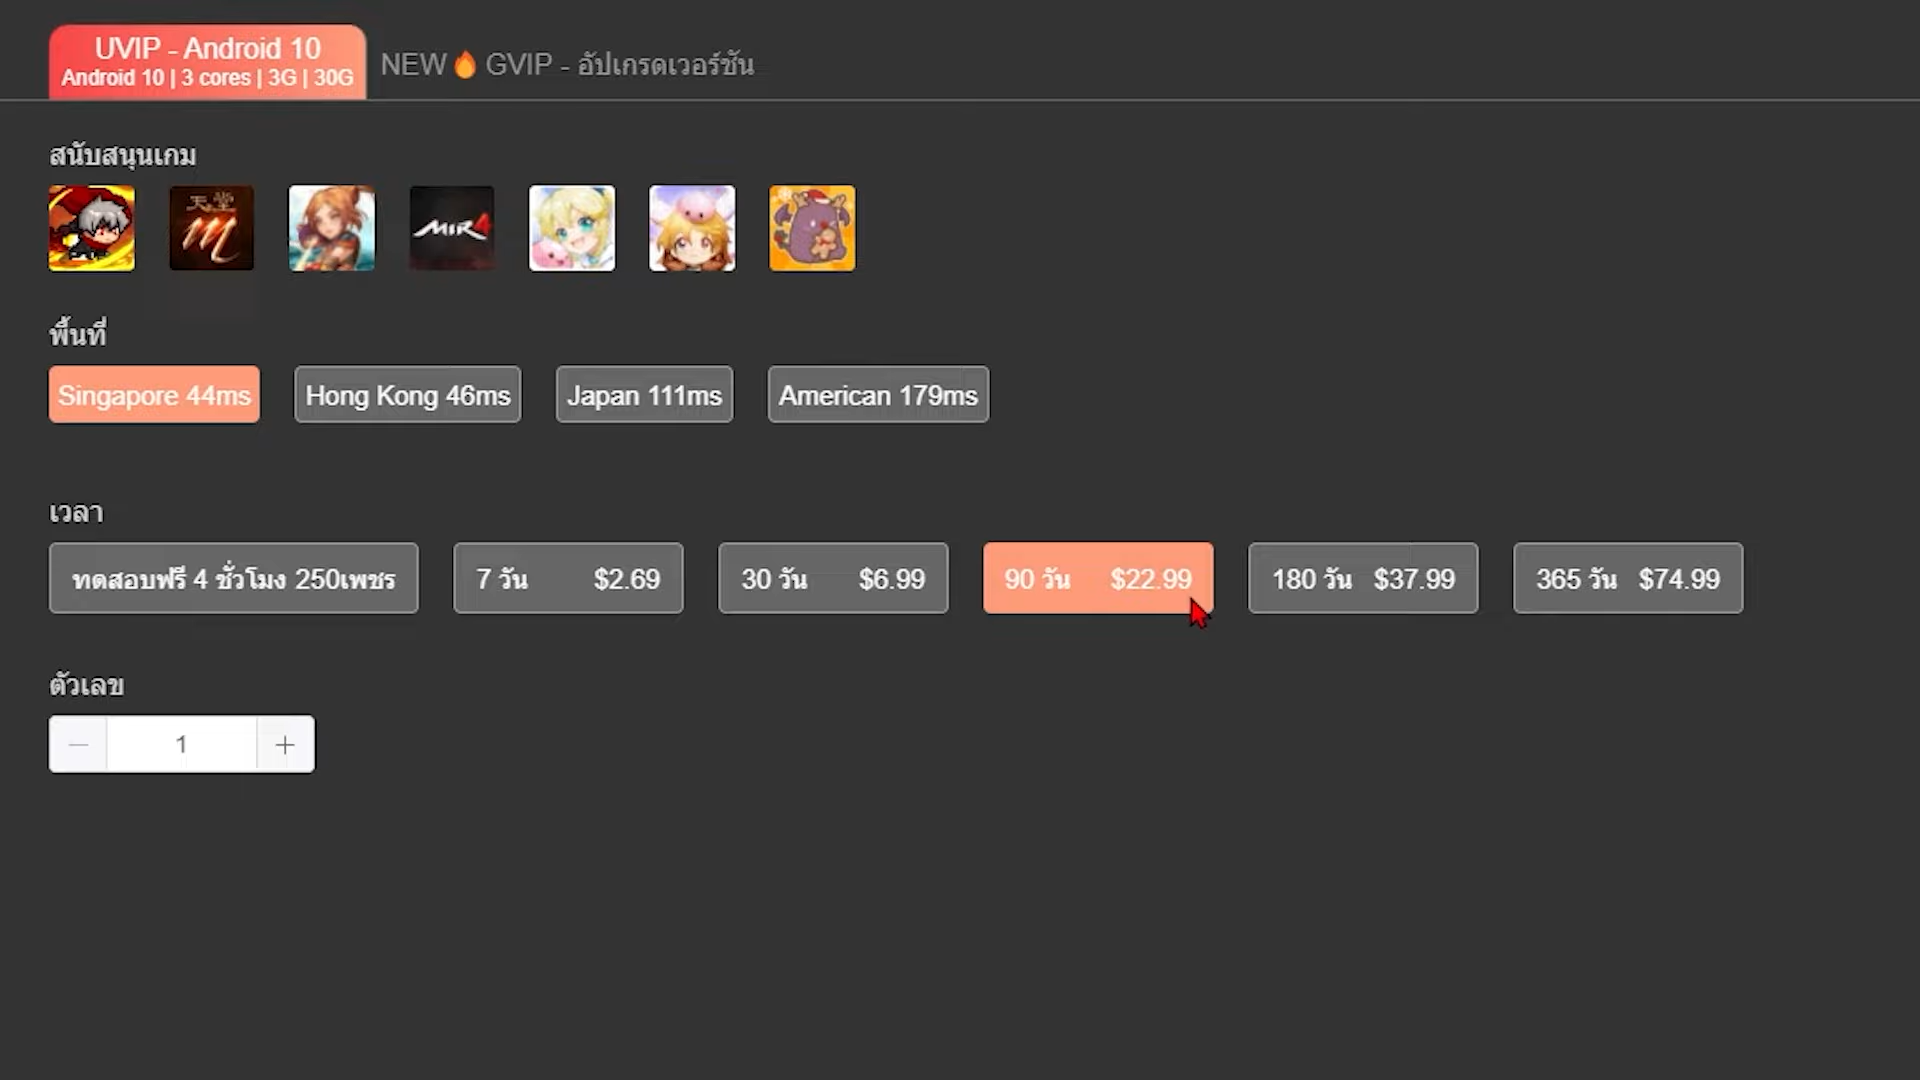 UVIP - Android 10
Android 10 | 3 cores | 3G | 30G
NEW🔥 GVIP - อัปเกรดเวอร์ชัน
สนับสนุนเกม
天堂
M
MIR4
พื้นที่
Singapore 44ms
Hong Kong 46ms
Japan 111ms
American 179ms
เวลา
ทดสอบฟรี 4 ชั่วโมง 250เพชร
7 วัน $2.69
30 วัน $6.99
90 วัน $22.99
180 วัน $37.99
365 วัน $74.99
ตัวเลข
1